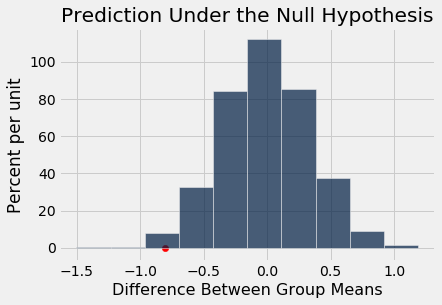 Prediction Under the Null Hypothesis
Percent per unit
100
80
60
40
20
0
−1.5 −1.0 −0.5 0.0 0.5 1.0
Difference Between Group Means